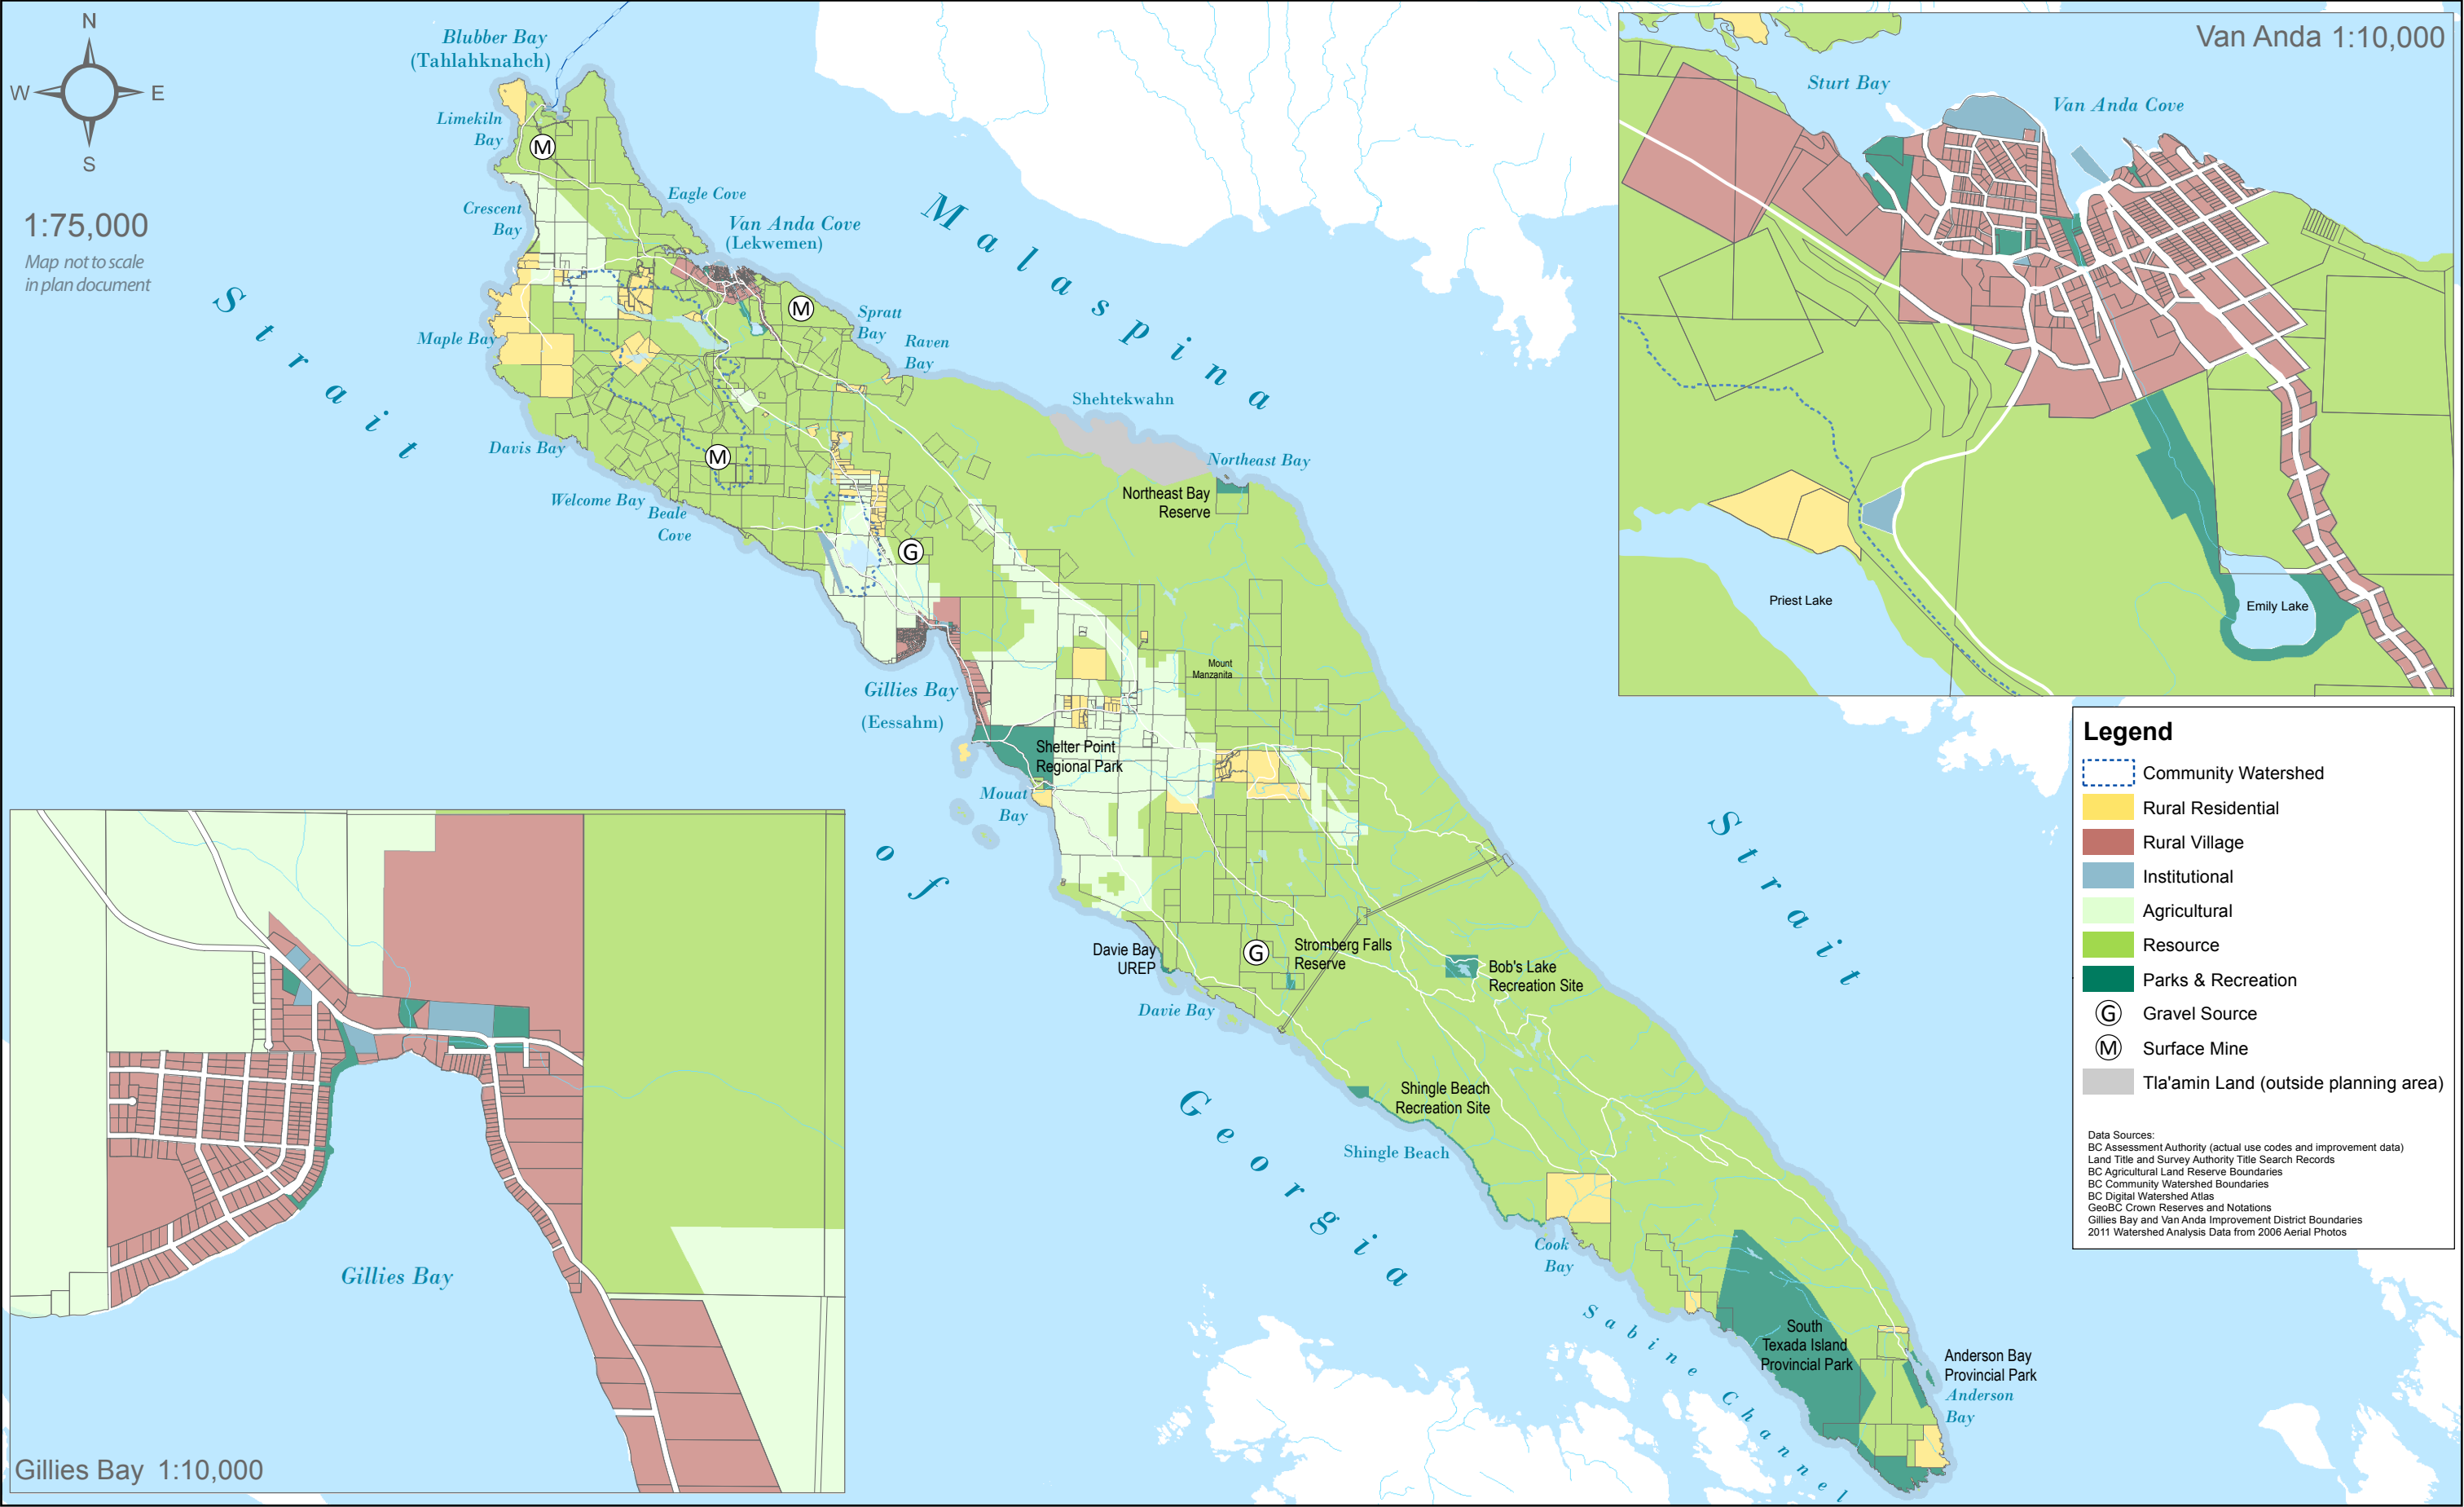 N
W
E
S
1:75,000
Map not to scale
in plan document
Blubber Bay
(Tahlahknahch)
Limekiln
Bay
M
Eagle Cove
Crescent
Bay
Van Anda Cove
(Lekwemen)
M
Spratt
Bay
Raven
Bay
Maple Bay
Malaspina
Strait
Shehtekwahn
Davis Bay
M
Northeast Bay
Northeast Bay
Reserve
Welcome Bay
Beale
Cove
G
Mount
Manzanita
Gillies Bay
(Eessahm)
Shelter Point
Regional Park
Mouat
Bay
of
Strait
Davie Bay
UREP
G
Stromberg Falls
Reserve
Bob's Lake
Recreation Site
Davie Bay
Georgia
Shingle Beach
Recreation Site
Shingle Beach
Cook
Bay
Sabine Channel
South
Texada Island
Provincial Park
Anderson Bay
Provincial Park
Anderson
Bay
Van Anda 1:10,000
Sturt Bay
Van Anda Cove
Priest Lake
Emily Lake
Gillies Bay
Gillies Bay 1:10,000
Legend
Community Watershed
Rural Residential
Rural Village
Institutional
Agricultural
Resource
Parks & Recreation
G Gravel Source
M Surface Mine
Tla'amin Land (outside planning area)
Data Sources:
BC Assessment Authority (actual use codes and improvement data)
Land Title and Survey Authority Title Search Records
BC Agricultural Land Reserve Boundaries
BC Community Watershed Boundaries
BC Digital Watershed Atlas
GeoBC Crown Reserves and Notations
Gillies Bay and Van Anda Improvement District Boundaries
2011 Watershed Analysis Data from 2006 Aerial Photos